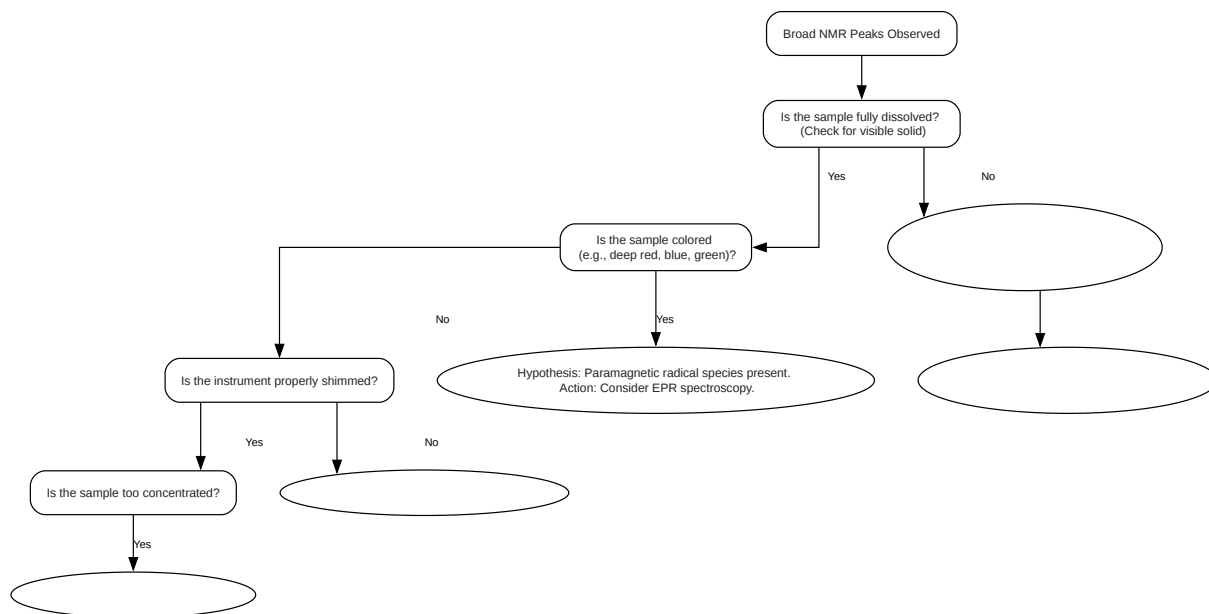 Broad NMR Peaks Observed
Is the sample fully dissolved?
(Check for visible solid)
Yes
No
Is the sample colored
(e.g., deep red, blue, green)?
No
Yes
Hypothesis: Paramagnetic radical species present.
Action: Consider EPR spectroscopy.
Is the instrument properly shimmed?
Yes
No
Is the sample too concentrated?
Yes